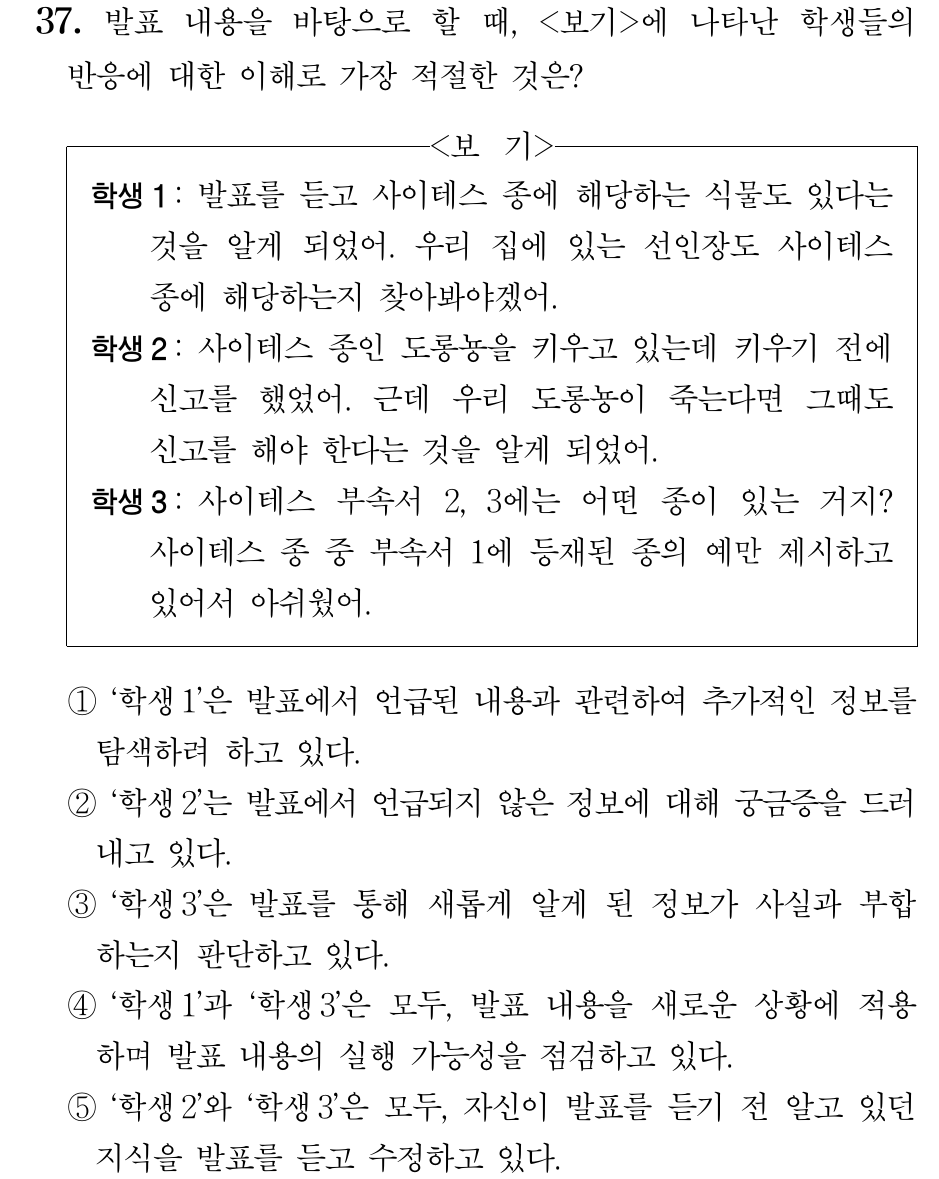 37. 발표 내용을 바탕으로 할 때, <보기>에 나타난 학생들의
반응에 대한 이해로 가장 적절한 것은?
<보 기>
학생 1 : 발표를 듣고 사이테스 종에 해당하는 식물도 있다는
것을 알게 되었어. 우리 집에 있는 선인장도 사이테스
종에 해당하는지 찾아봐야겠어.
학생 2 : 사이테스 종인 도롱뇽을 키우고 있는데 키우기 전에
신고를 했었어. 근데 우리 도롱뇽이 죽는다면 그때도
신고를 해야 한다는 것을 알게 되었어.
학생 3 : 사이테스 부속서 2, 3에는 어떤 종이 있는 거지?
사이테스 종 중 부속서 1에 등재된 종의 예만 제시하고
있어서 아쉬웠어.
① ‘학생 1’은 발표에서 언급된 내용과 관련하여 추가적인 정보를
탐색하려 하고 있다.
② ‘학생 2’는 발표에서 언급되지 않은 정보에 대해 궁금증을 드러
내고 있다.
③ ‘학생 3’은 발표를 통해 새롭게 알게 된 정보가 사실과 부합
하는지 판단하고 있다.
④ ‘학생 1’과 ‘학생 3’은 모두, 발표 내용을 새로운 상황에 적용
하며 발표 내용의 실행 가능성을 점검하고 있다.
⑤ ‘학생 2’와 ‘학생 3’은 모두, 자신이 발표를 듣기 전 알고 있던
지식을 발표를 듣고 수정하고 있다.